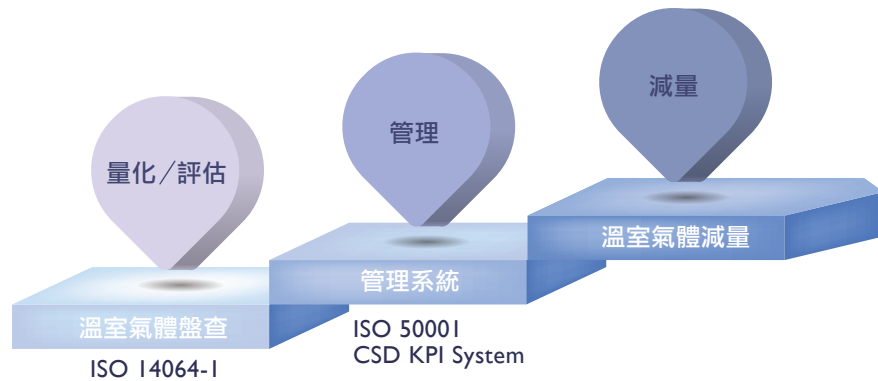 量化／評估
溫室氣體盤查
ISO 14064-1
管理
管理系統
ISO 50001
CSD KPI System
減量
溫室氣體減量